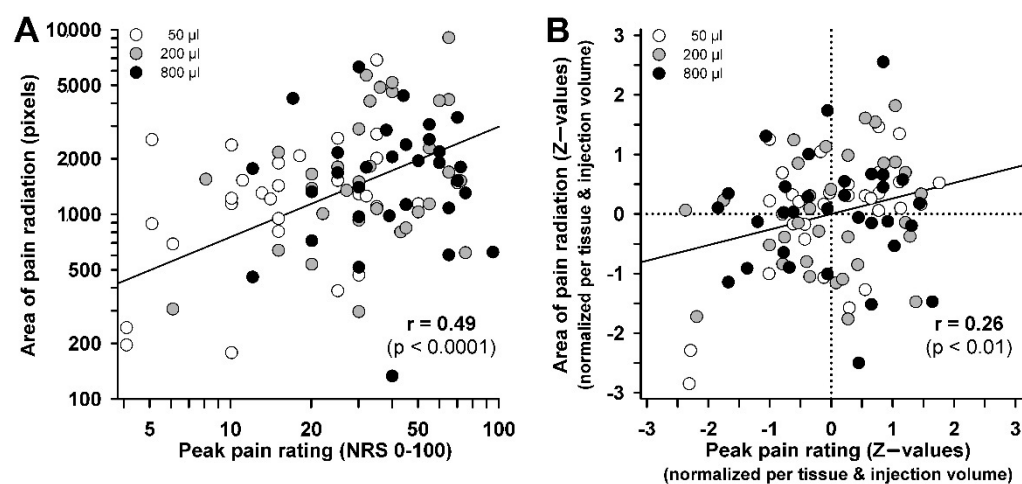 A
50 µl
200 µl
800 µl
Area of pain radiation (pixels)
10000
5000
2000
1000
500
200
100
r = 0.49
(p < 0.0001)
5 10 20 50 100
Peak pain rating (NRS 0-100)
B
50 µl
200 µl
800 µl
Area of pain radiation (Z−values)
(normalized per tissue & injection volume)
3
2
1
0
-1
-2
-3
r = 0.26
(p < 0.01)
-3 -2 -1 0 1 2 3
Peak pain rating (Z−values)
(normalized per tissue & injection volume)